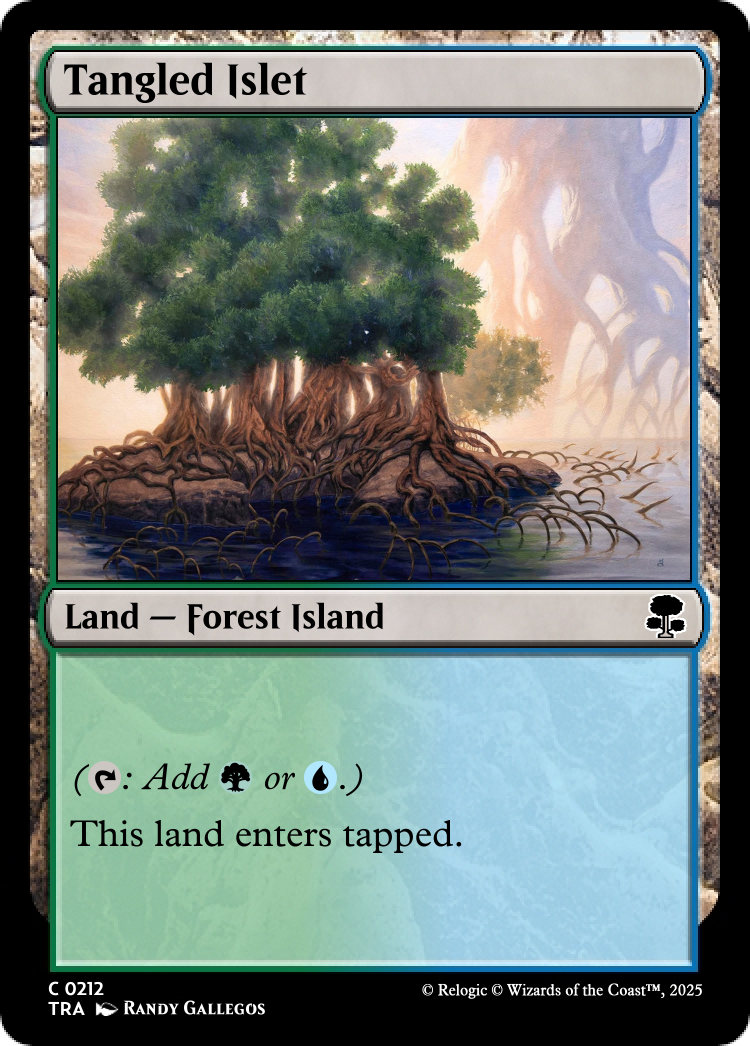 Tangled Islet
Land — Forest Island
(: Add or .)
This land enters tapped.
C 0212
TRA RANDY GALLEGOS
© Relogic © Wizards of the Coast™, 2025